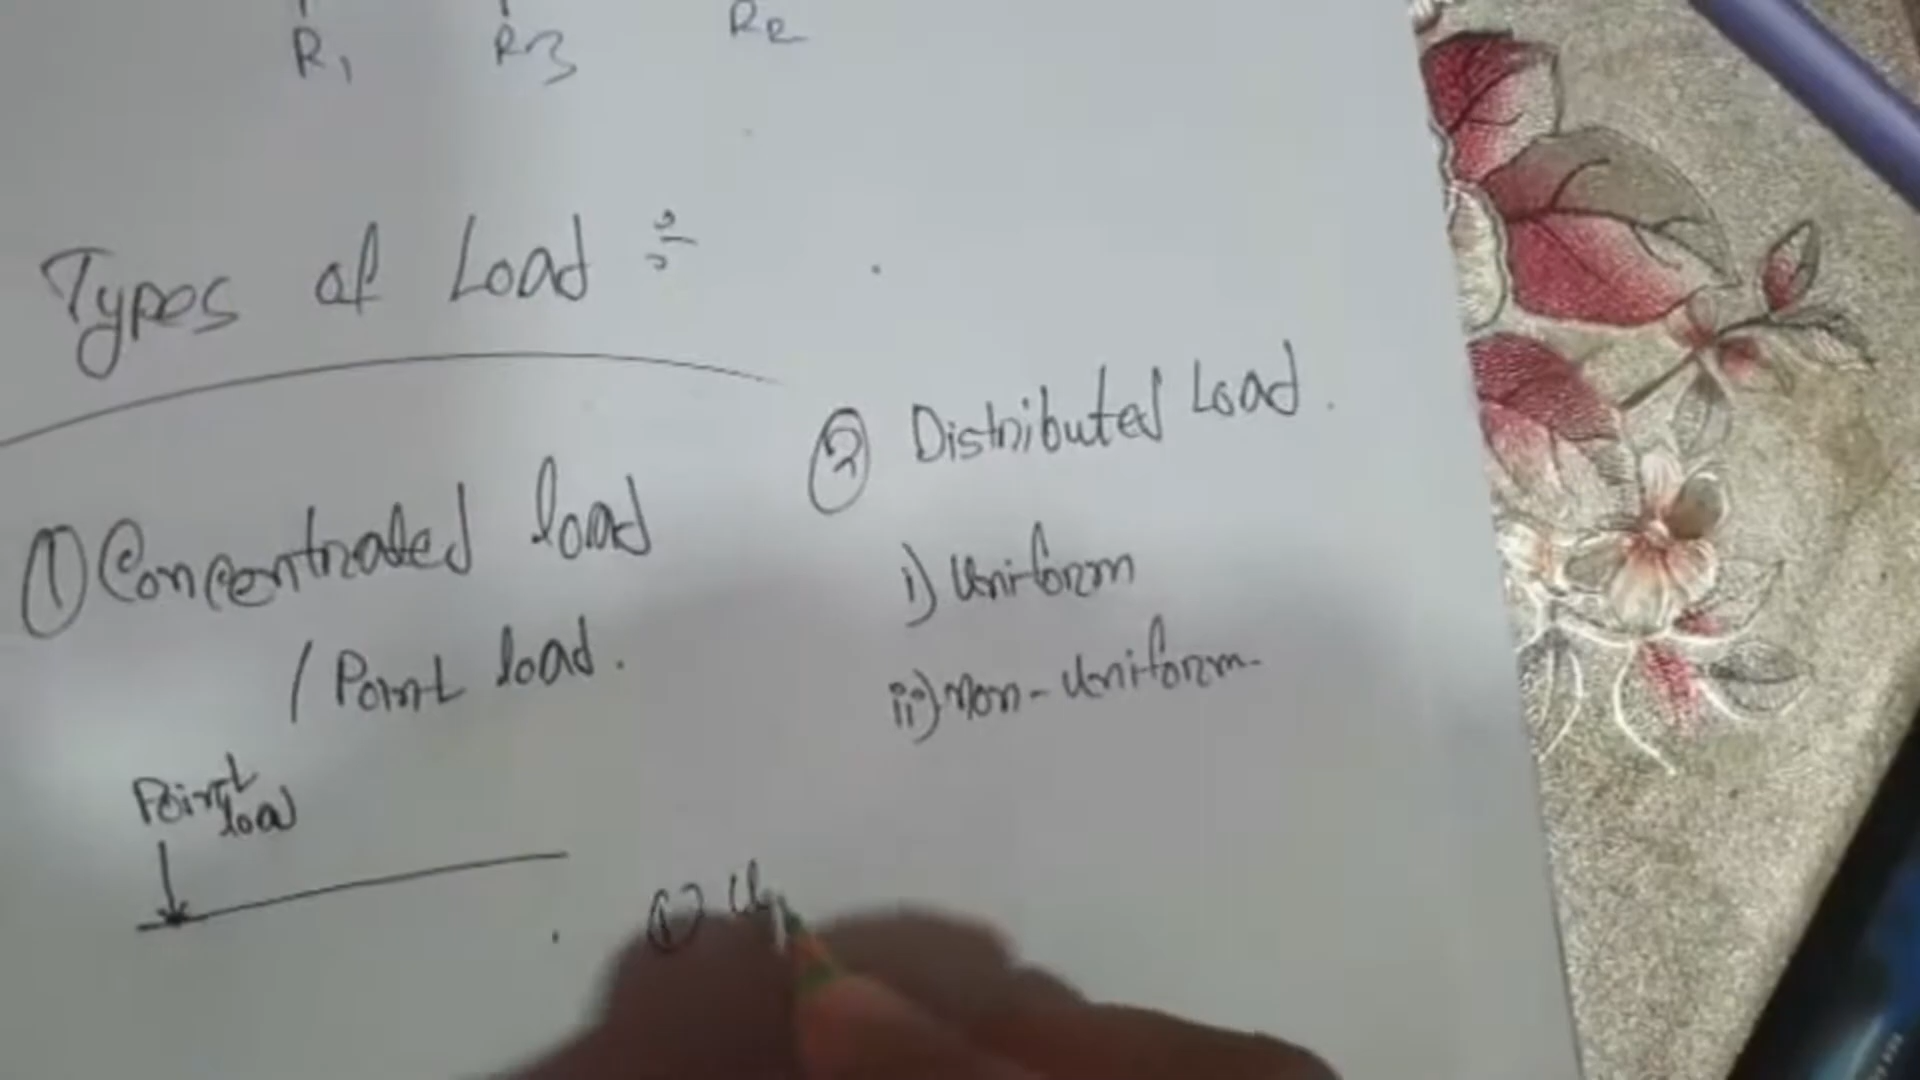 R1 R3 R2
Types of Load ÷
① Concentrated load
/ Point load.
② Distributed Load.
i) Uniform
ii) Non-Uniform
Point
load
①